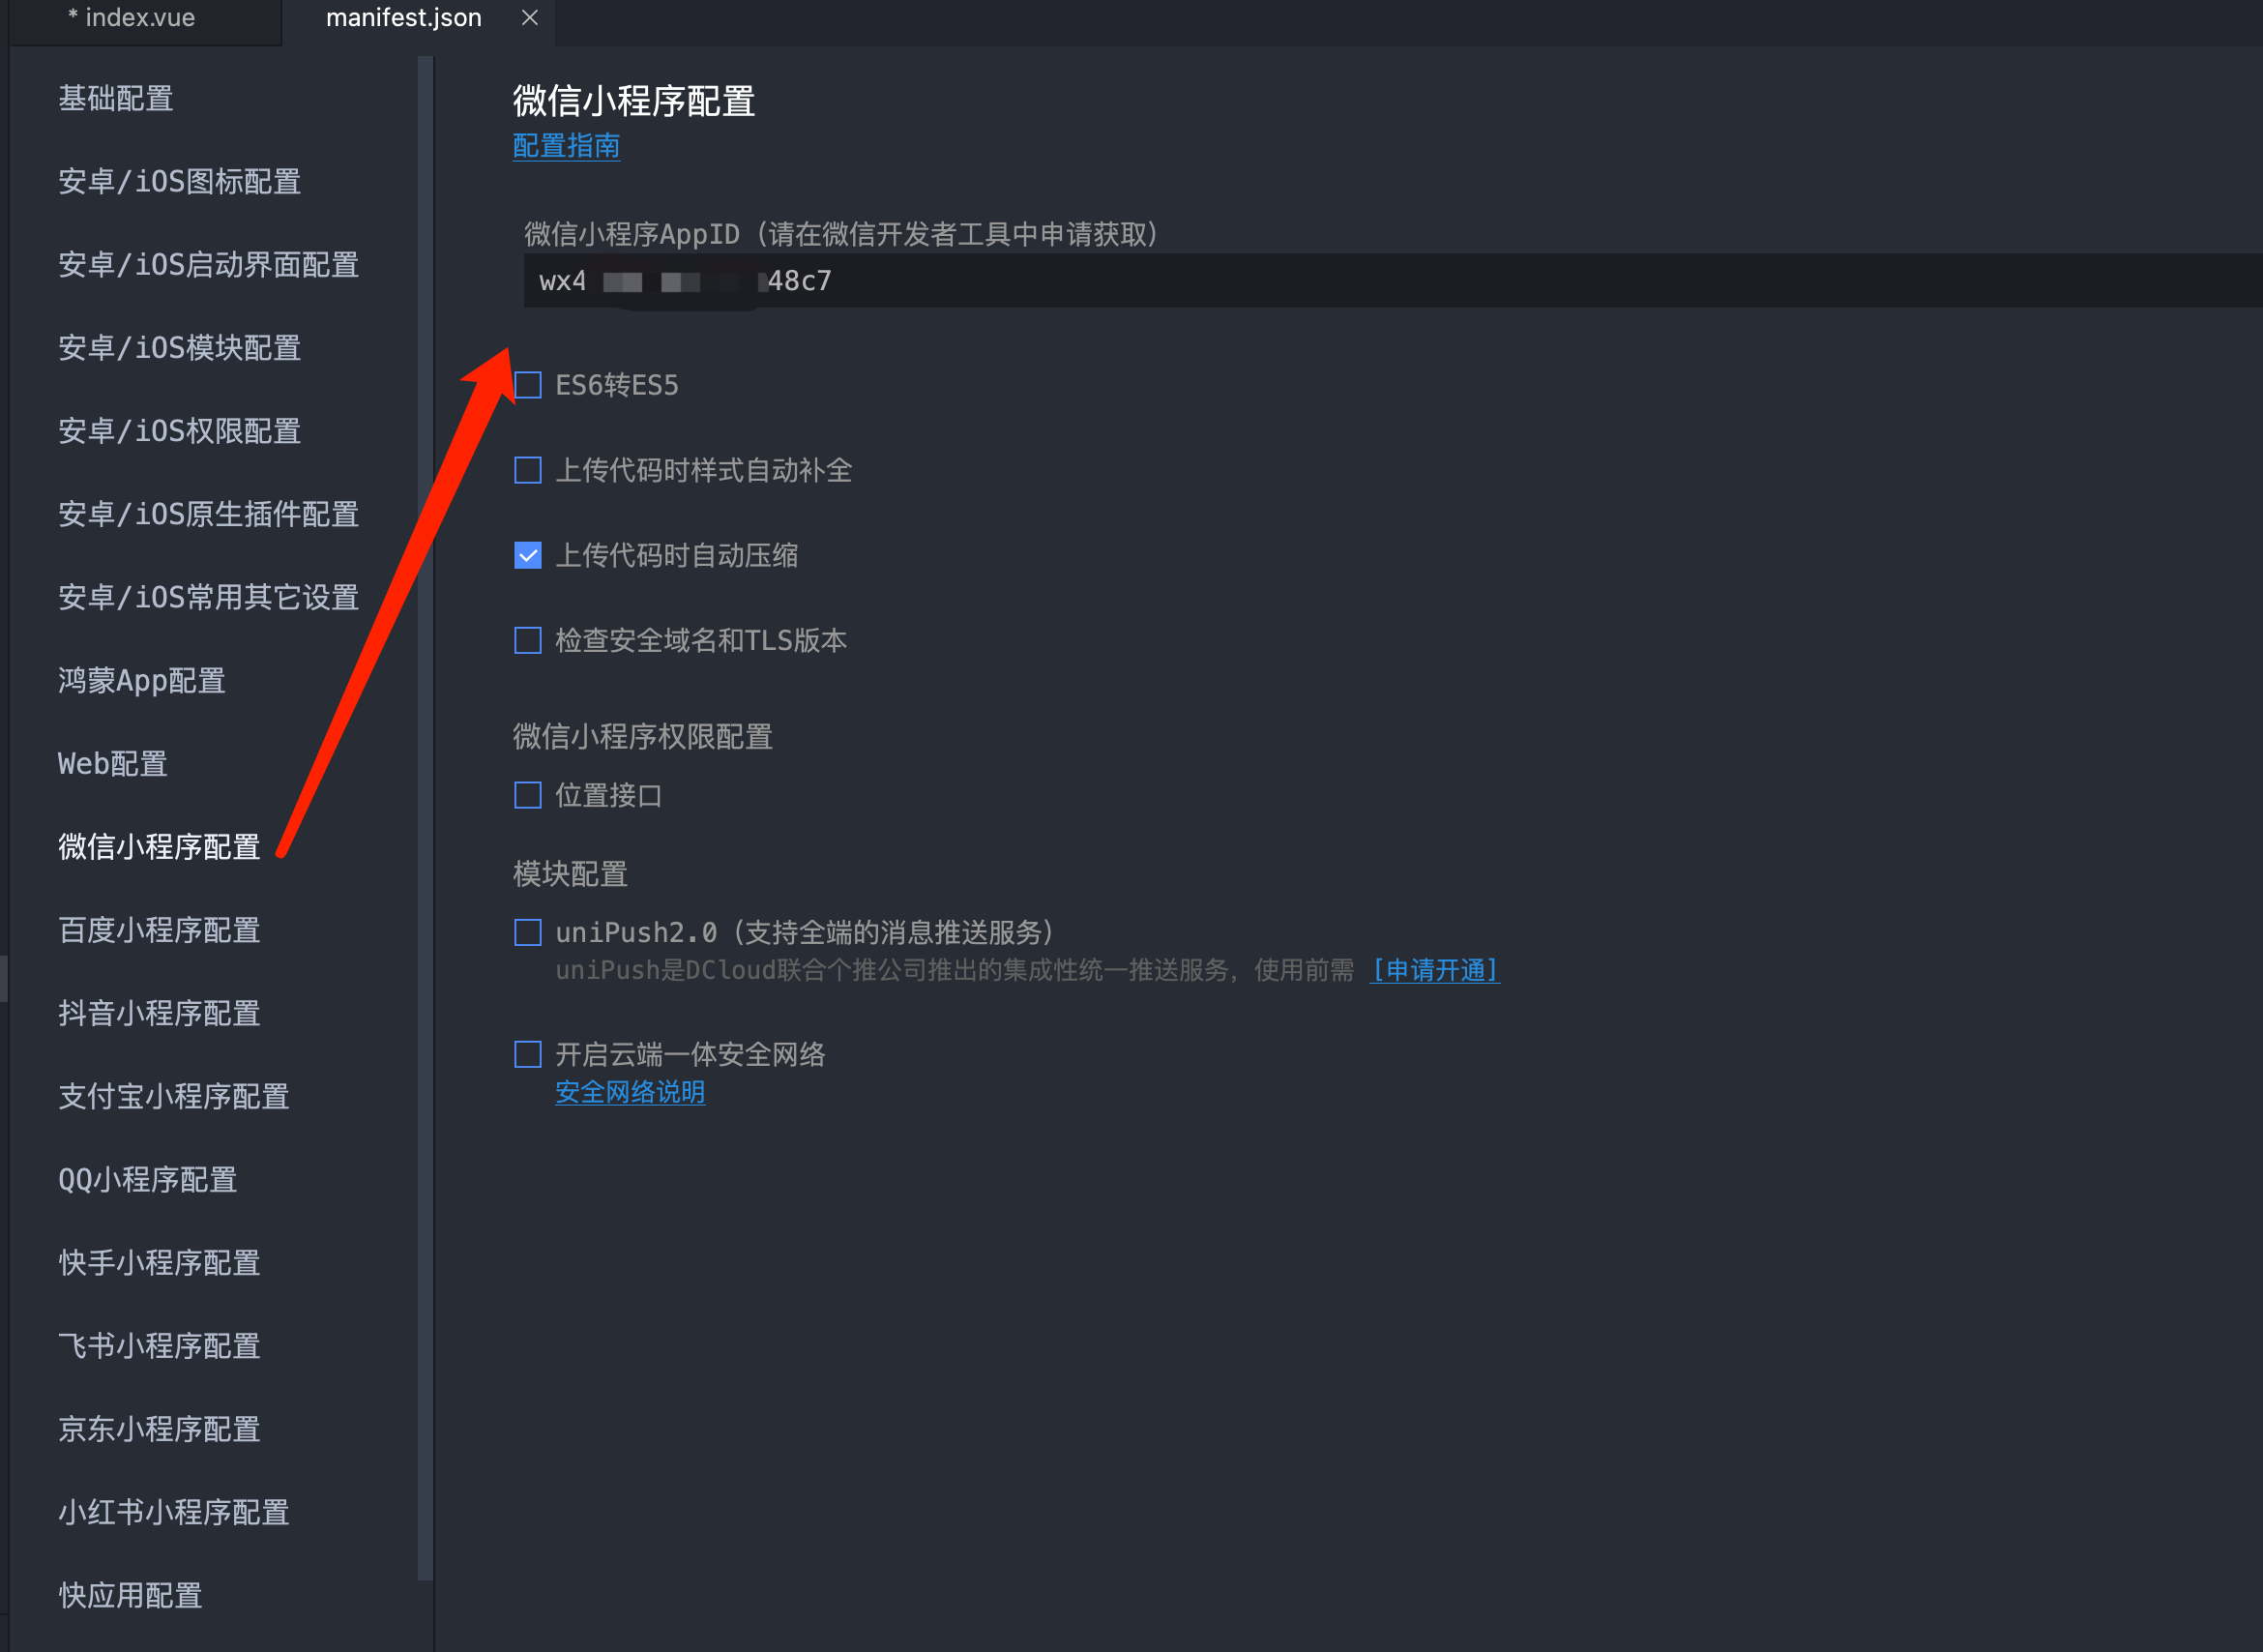 * index.vue
manifest.json
基础配置
安卓/iOS图标配置
安卓/iOS启动界面配置
安卓/iOS模块配置
安卓/iOS权限配置
安卓/iOS原生插件配置
安卓/iOS常用其它设置
鸿蒙App配置
Web配置
微信小程序配置
百度小程序配置
抖音小程序配置
支付宝小程序配置
QQ小程序配置
快手小程序配置
飞书小程序配置
京东小程序配置
小红书小程序配置
快应用配置
微信小程序配置
配置指南
微信小程序AppID（请在微信开发者工具中申请获取）
wx4 48c7
ES6转ES5
上传代码时样式自动补全
上传代码时自动压缩
检查安全域名和TLS版本
微信小程序权限配置
位置接口
模块配置
uniPush2.0（支持全端的消息推送服务）
uniPush是DCloud联合个推公司推出的集成性统一推送服务，使用前需 [申请开通]
开启云端一体安全网络
安全网络说明